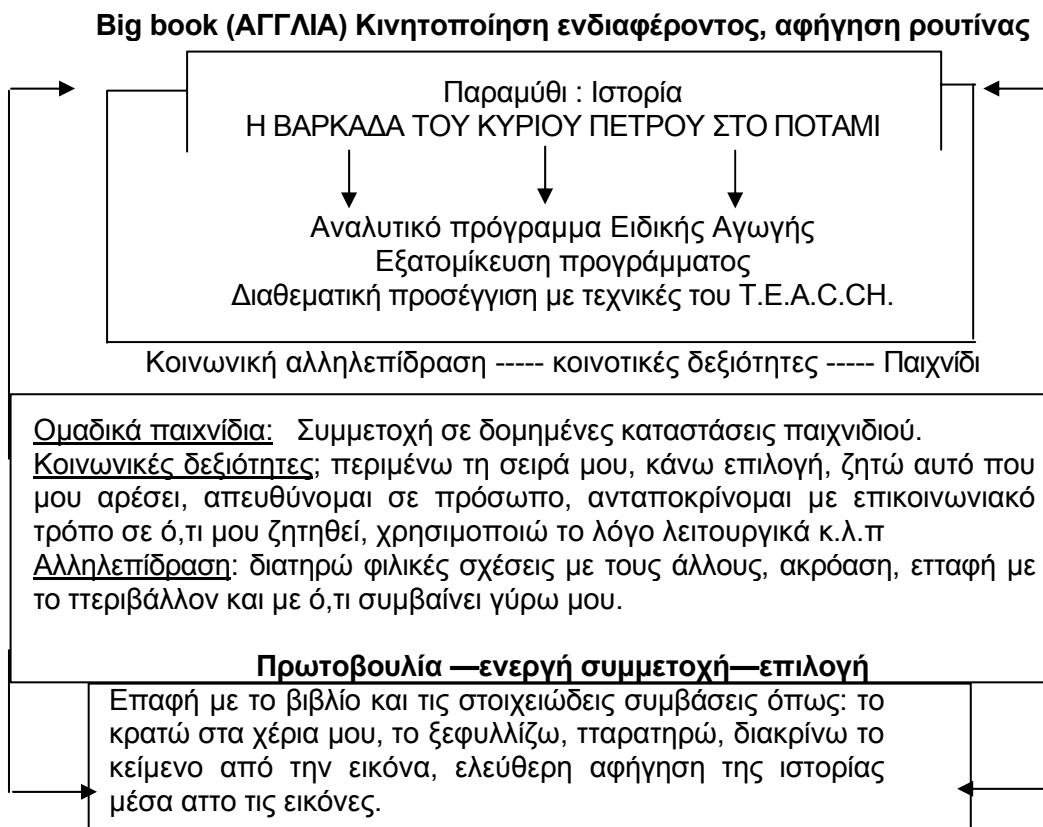 Big book (ΑΓΓΛΙΑ) Κινητοποίηση ενδιαφέροντος, αφήγηση ρουτίνας
Παραμύθι : Ιστορία
Η ΒΑΡΚΑΔΑ ΤΟΥ ΚΥΡΙΟΥ ΠΕΤΡΟΥ ΣΤΟ ΠΟΤΑΜΙ
Αναλυτικό πρόγραμμα Ειδικής Αγωγής
Εξατομίκευση προγράμματος
Διαθεματική προσέγγιση με τεχνικές του T.E.A.C.CH.
Κοινωνική αλληλεπίδραση ----- κοινοτικές δεξιότητες ----- Παιχνίδι
Ομαδικά παιχνίδια: Συμμετοχή σε δομημένες καταστάσεις παιχνιδιού.
Κοινωνικές δεξιότητες; περιμένω τη σειρά μου, κάνω επιλογή, ζητώ αυτό που
μου αρέσει, απευθύνομαι σε πρόσωπο, ανταποκρίνομαι με επικοινωνιακό
τρόπο σε ό,τι μου ζητηθεί, χρησιμοποιώ το λόγο λειτουργικά κ.λ.π
Αλληλεπίδραση: διατηρώ φιλικές σχέσεις με τους άλλους, ακρόαση, ετταφή με
το ττεριβάλλον και με ό,τι συμβαίνει γύρω μου.
Πρωτοβουλία —ενεργή συμμετοχή—επιλογή
Επαφή με το βιβλίο και τις στοιχειώδεις συμβάσεις όπως: το
κρατώ στα χέρια μου, το ξεφυλλίζω, τταρατηρώ, διακρίνω το
κείμενο από την εικόνα, ελεύθερη αφήγηση της ιστορίας
μέσα αττο τις εικόνες.